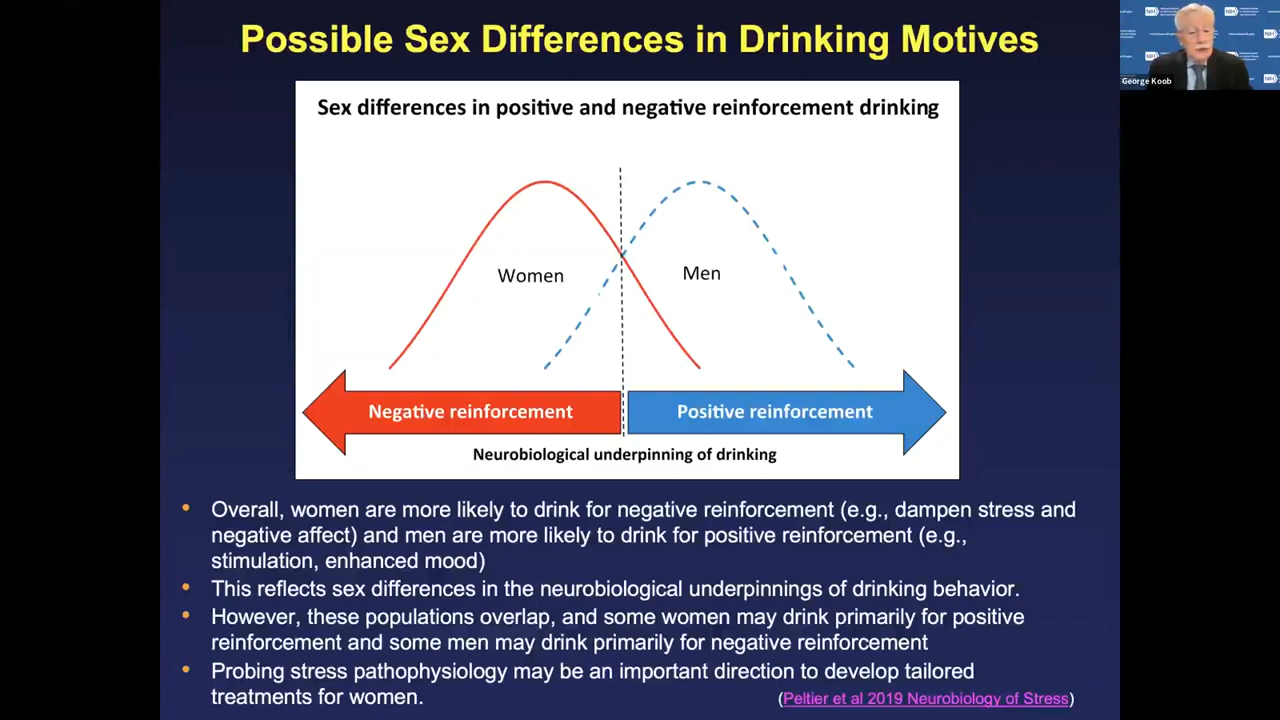 Possible Sex Differences in Drinking Motives
NIH
NIH
NIH
George Koob
Sex differences in positive and negative reinforcement drinking
Women
Men
Negative reinforcement
Positive reinforcement
Neurobiological underpinning of drinking
• Overall, women are more likely to drink for negative reinforcement (e.g., dampen stress and
negative affect) and men are more likely to drink for positive reinforcement (e.g.,
stimulation, enhanced mood)
• This reflects sex differences in the neurobiological underpinnings of drinking behavior.
• However, these populations overlap, and some women may drink primarily for positive
reinforcement and some men may drink primarily for negative reinforcement
• Probing stress pathophysiology may be an important direction to develop tailored
treatments for women.
(Peltier et al 2019 Neurobiology of Stress)